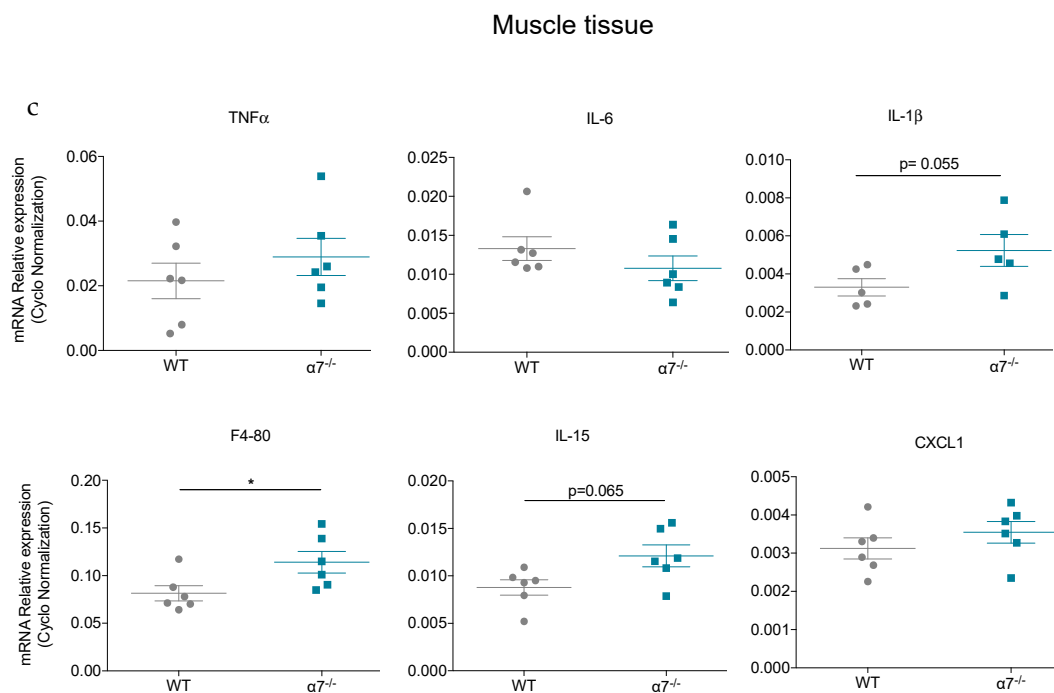 Muscle tissue
c
TNFα
IL-6
IL-1β
mRNA Relative expression
(Cyclo Normalization)
0.06
0.04
0.02
0.00
WT
α7-/-
0.025
0.020
0.015
0.010
0.005
0.000
WT
α7-/-
0.010
0.008
0.006
0.004
0.002
0.000
p= 0.055
WT
α7-/-
F4-80
IL-15
CXCL1
mRNA Relative expression
(Cyclo Normalization)
0.20
0.15
0.10
0.05
0.00
*
WT
α7-/-
0.020
0.015
0.010
0.005
0.000
p=0.065
WT
α7-/-
0.005
0.004
0.003
0.002
0.001
0.000
WT
α7-/-